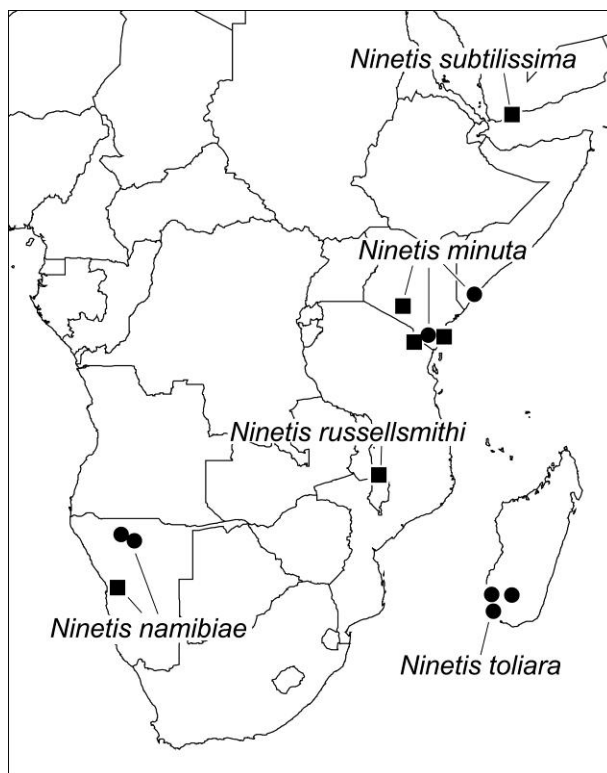 Ninetis subtilissima
Ninetis minuta
Ninetis russellsmithi
Ninetis namibiae
Ninetis toliara